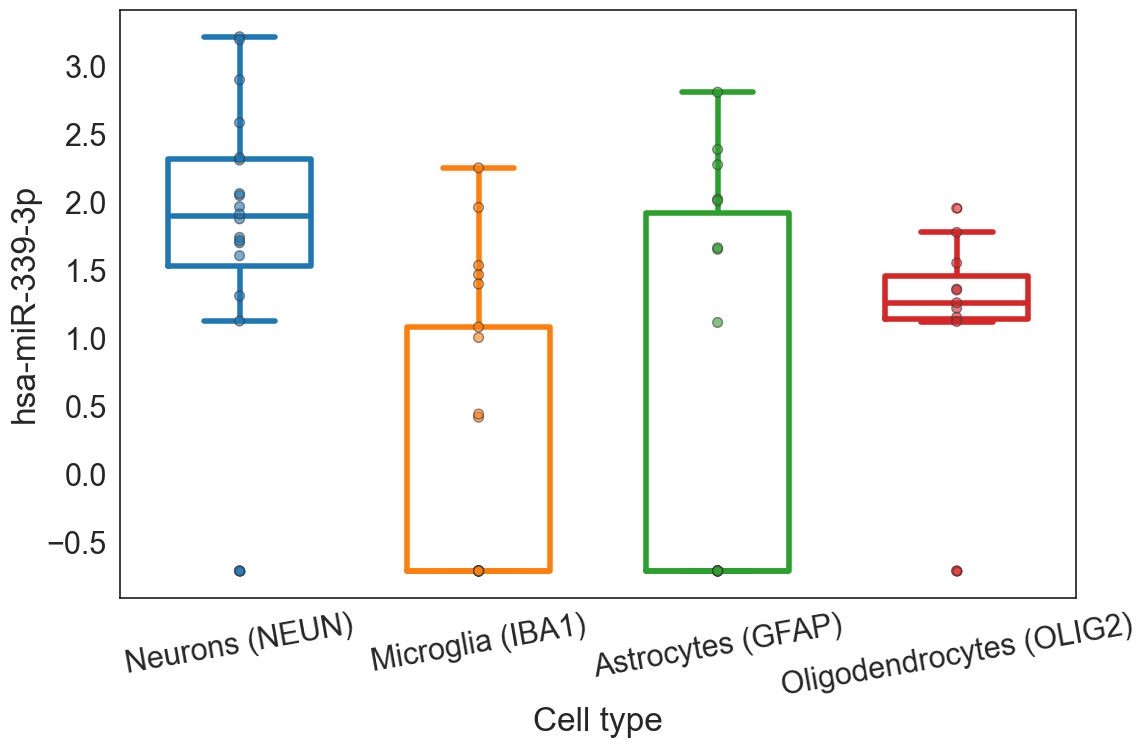 hsa-miR-339-3p
3.0
2.5
2.0
1.5
1.0
0.5
0.0
−0.5
Neurons (NEUN)
Microglia (IBA1)
Astrocytes (GFAP)
Oligodendrocytes (OLIG2)
Cell type